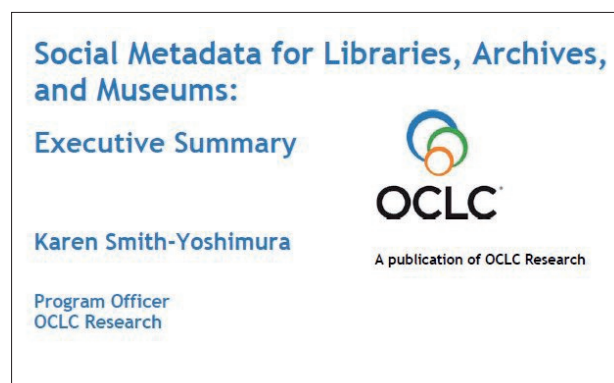 Social Metadata for Libraries, Archives,
and Museums:
Executive Summary
OCLC
Karen Smith-Yoshimura
A publication of OCLC Research
Program Officer
OCLC Research